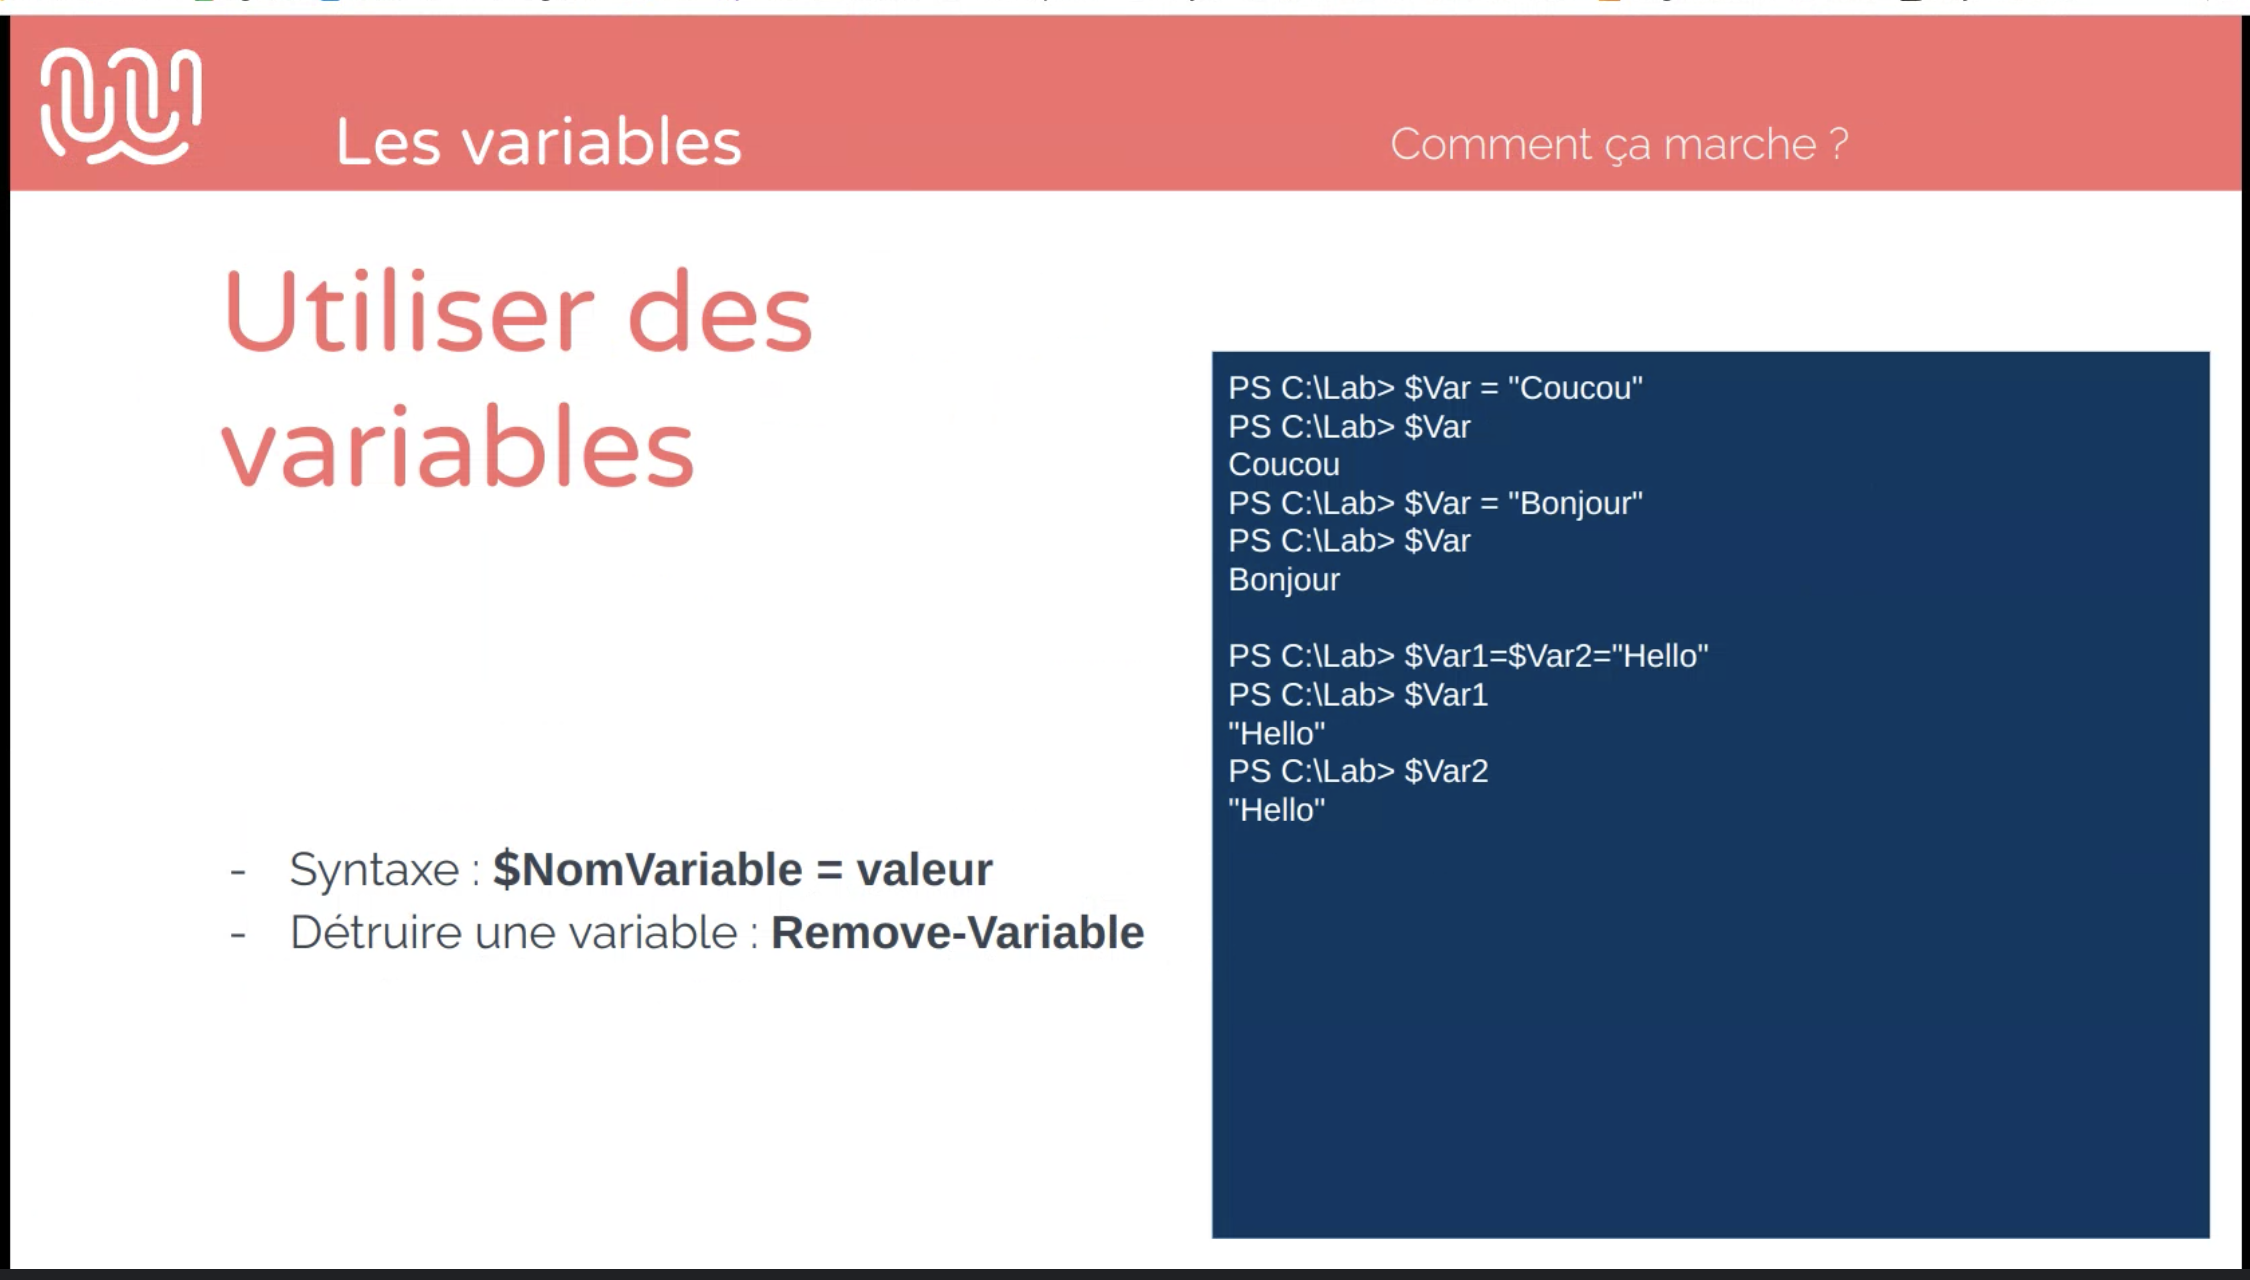 Les variables
Comment ça marche ?
Utiliser des
variables
- Syntaxe : $NomVariable = valeur
- Détruire une variable : Remove-Variable
PS C:\Lab> $Var = "Coucou"
PS C:\Lab> $Var
Coucou
PS C:\Lab> $Var = "Bonjour"
PS C:\Lab> $Var
Bonjour
PS C:\Lab> $Var1=$Var2="Hello"
PS C:\Lab> $Var1
"Hello"
PS C:\Lab> $Var2
"Hello"